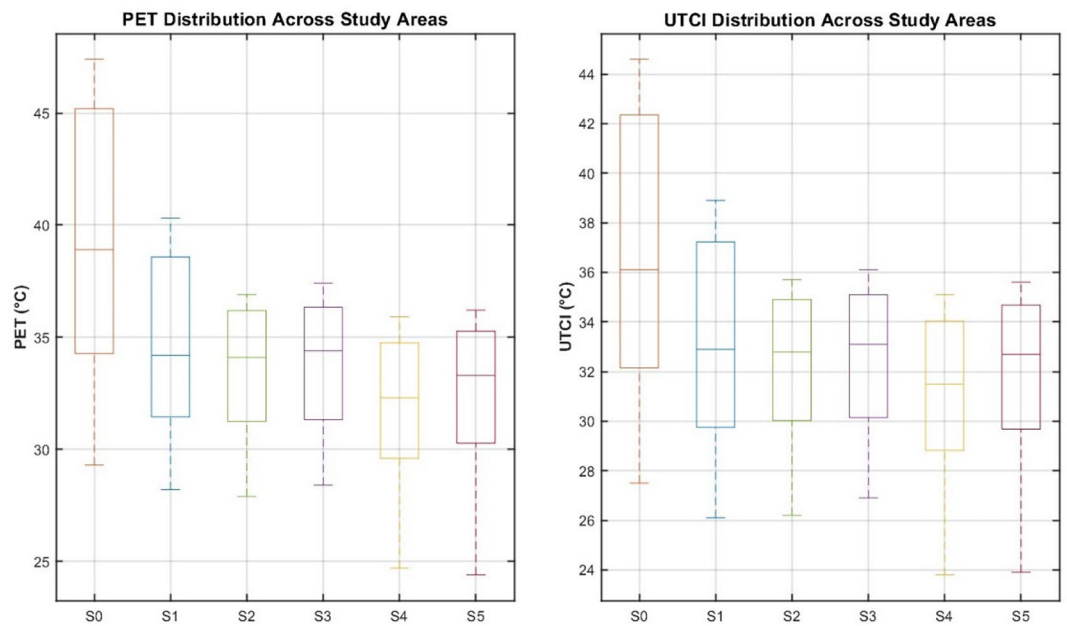 PET Distribution Across Study Areas
PET (°C)
45
40
35
30
25
S0 S1 S2 S3 S4 S5
UTCI Distribution Across Study Areas
UTCI (°C)
44
42
40
38
36
34
32
30
28
26
24
S0 S1 S2 S3 S4 S5